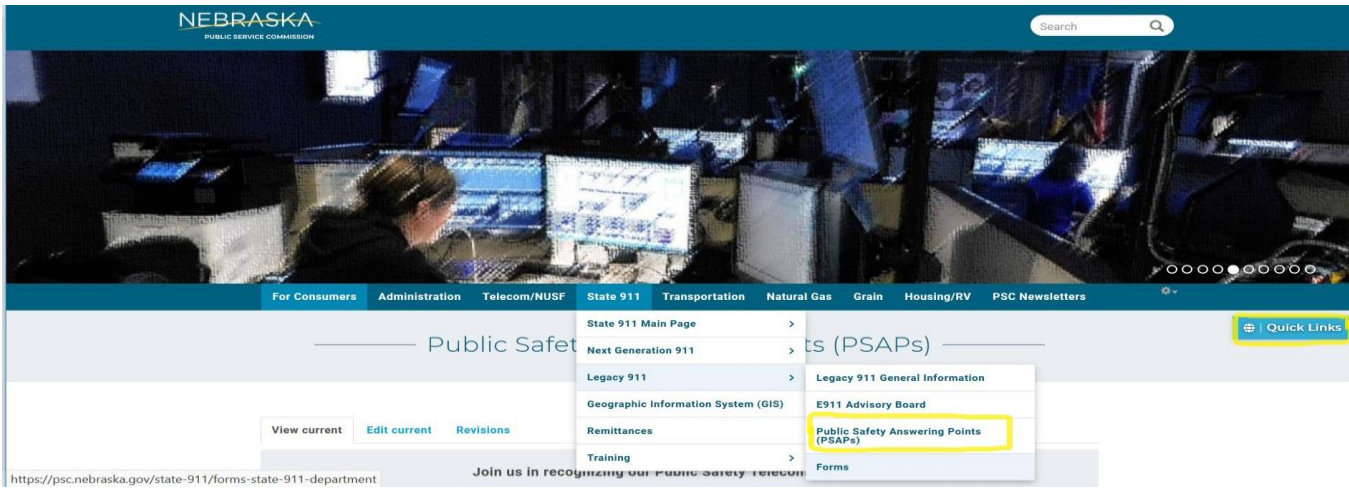 NEBRASKA
PUBLIC SERVICE COMMISSION
Search
For Consumers Administration Telecom/NUSF State 911 Transportation Natural Gas Grain Housing/RV PSC Newsletters
Quick Links
Public Safet ts (PSAPs)
State 911 Main Page
Next Generation 911
Legacy 911
Geographic Information System (GIS)
Remittances
Training
Legacy 911 General Information
E911 Advisory Board
Public Safety Answering Points
(PSAPs)
Forms
View current Edit current Revisions
Join us in recognizing our Public Safety Telecom
https://psc.nebraska.gov/state-911/forms-state-911-department